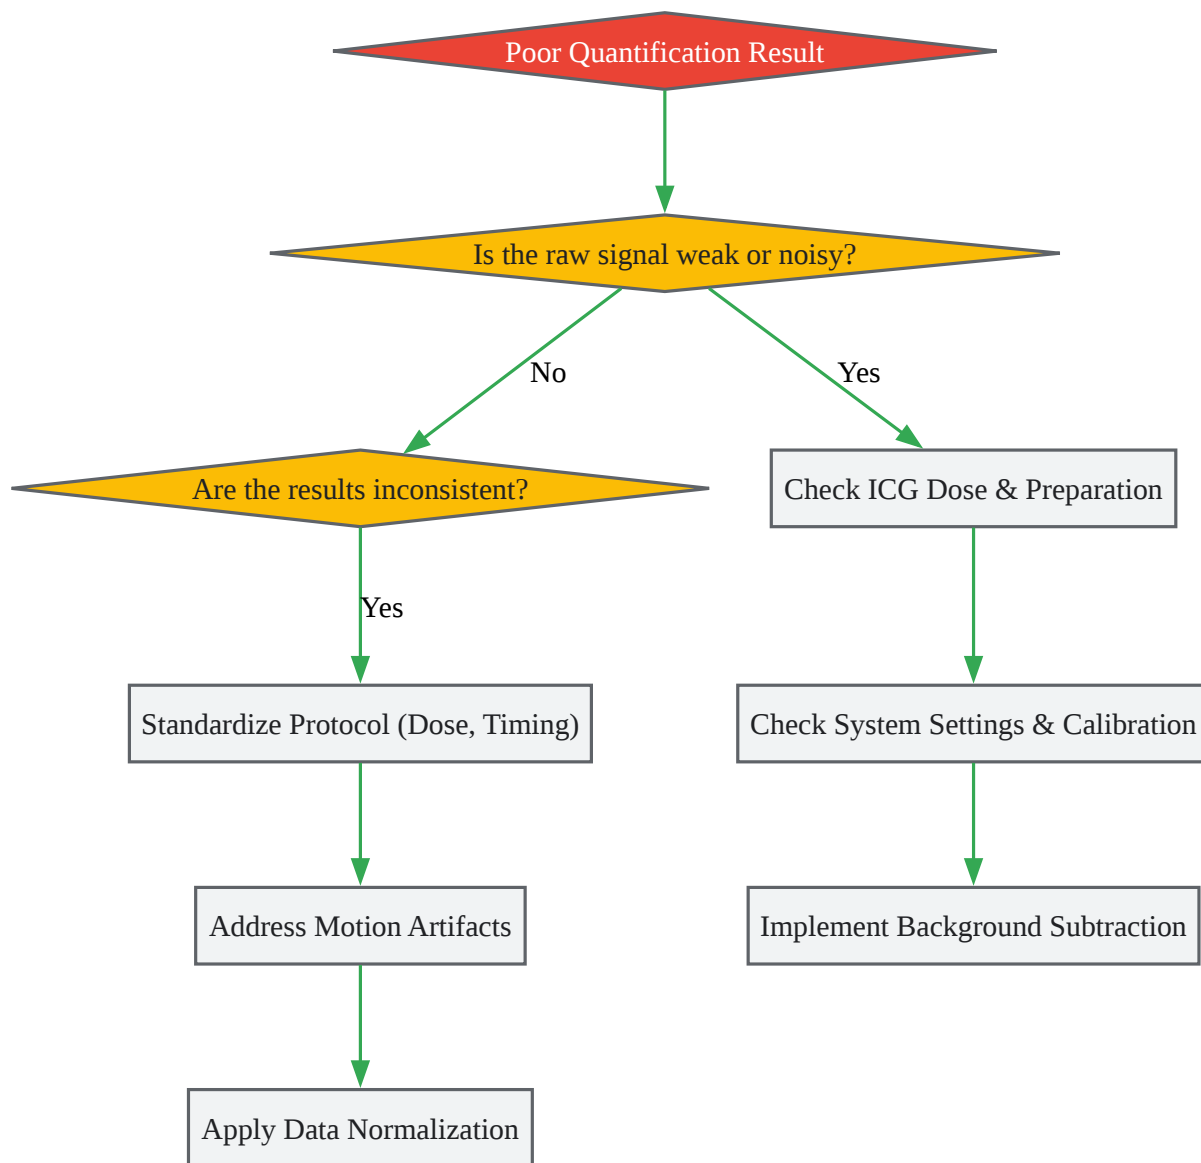 Poor Quantification Result
Is the raw signal weak or noisy?
No
Yes
Are the results inconsistent?
Check ICG Dose & Preparation
Yes
Standardize Protocol (Dose, Timing)
Check System Settings & Calibration
Address Motion Artifacts
Implement Background Subtraction
Apply Data Normalization